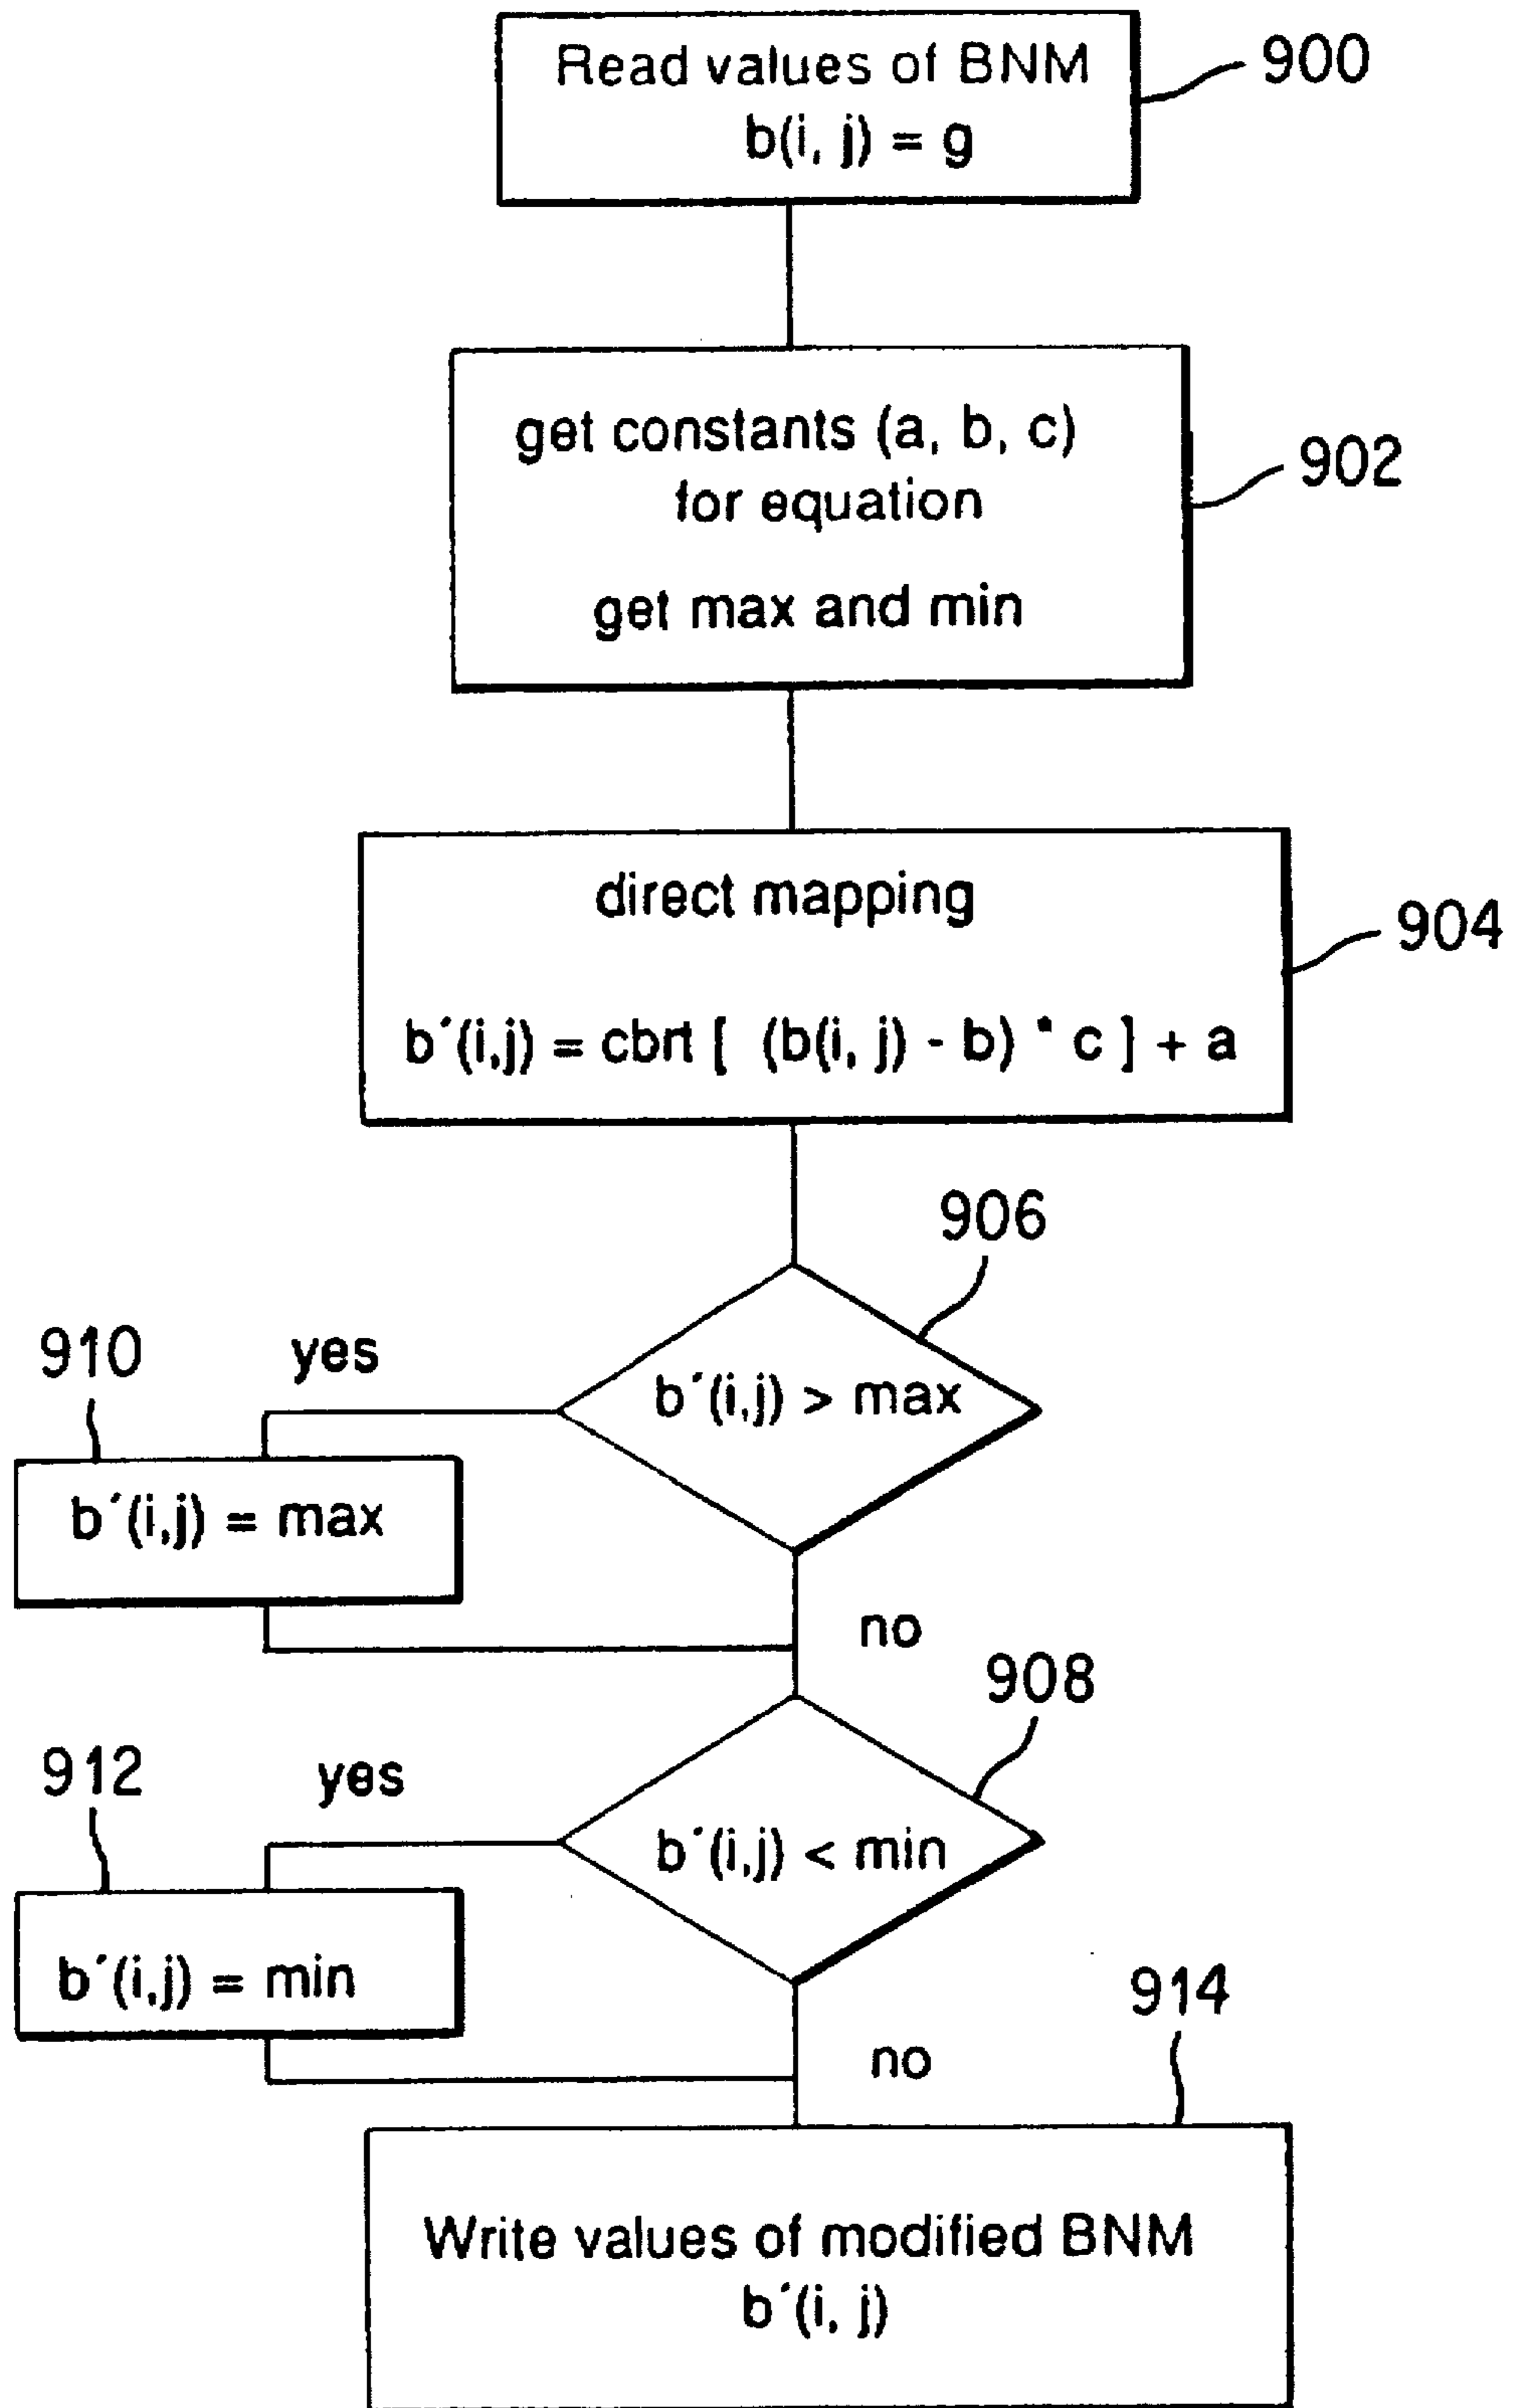 Read values of BNM
b(i, j) = g
900
get constants (a, b, c)
for equation
get max and min
902
direct mapping
b´(i,j) = cbrt [ (b(i, j) - b) * c ] + a
904
906
b´(i,j) > max
yes
910
b´(i,j) = max
no
908
b´(i,j) < min
yes
912
b´(i,j) = min
no
914
Write values of modified BNM
b´(i, j)